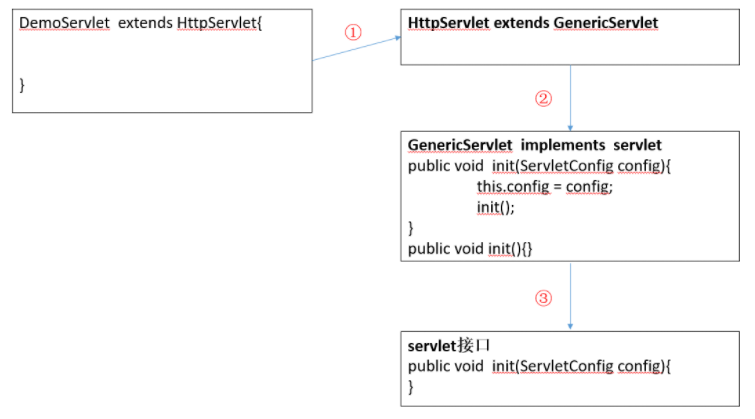 DemoServlet extends HttpServlet{
}
①
HttpServlet extends GenericServlet
②
GenericServlet implements servlet
public void init(ServletConfig config){
this.config = config;
init();
}
public void init(){}
③
servlet接口
public void init(ServletConfig config){
}